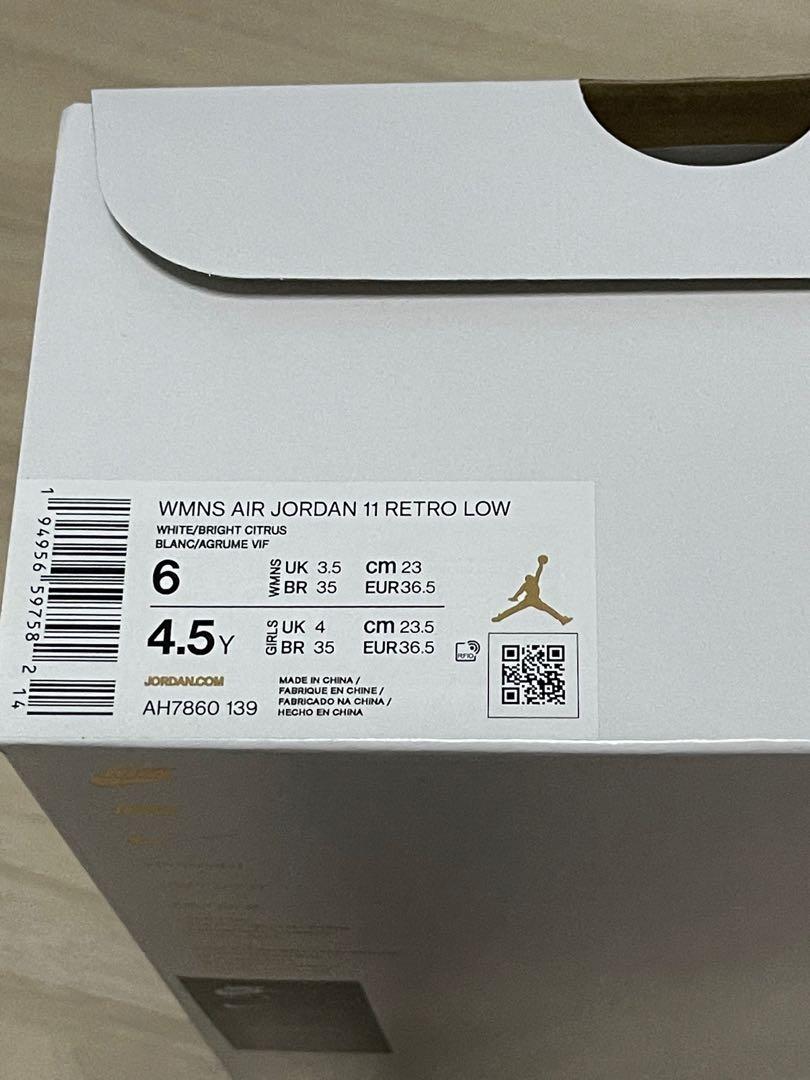 WMNS AIR JORDAN 11 RETRO LOW
WHITE/BRIGHT CITRUS
BLANC/AGRUME VIF
6 WMNS UK 3.5 cm 23
BR 35 EUR36.5
4.5Y GIRLS UK 4 cm 23.5
BR 35 EUR36.5
RFID
JORDAN.COM
AH7860 139
MADE IN CHINA /
FABRIQUE EN CHINE /
FABRICADO NA CHINA /
HECHO EN CHINA
1 94956 59758 2 14